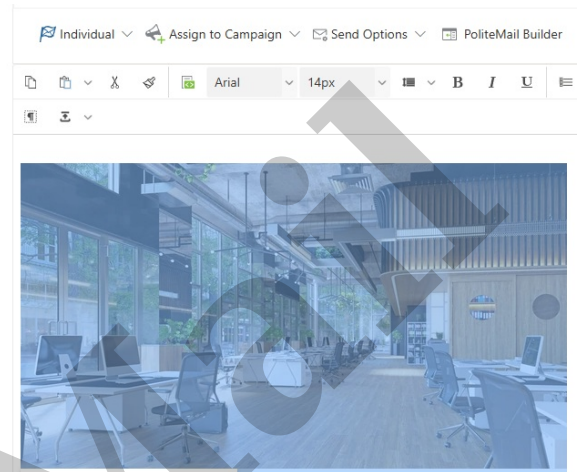 Individual Assign to Campaign Send Options PoliteMail Builder
Arial 14px B I U